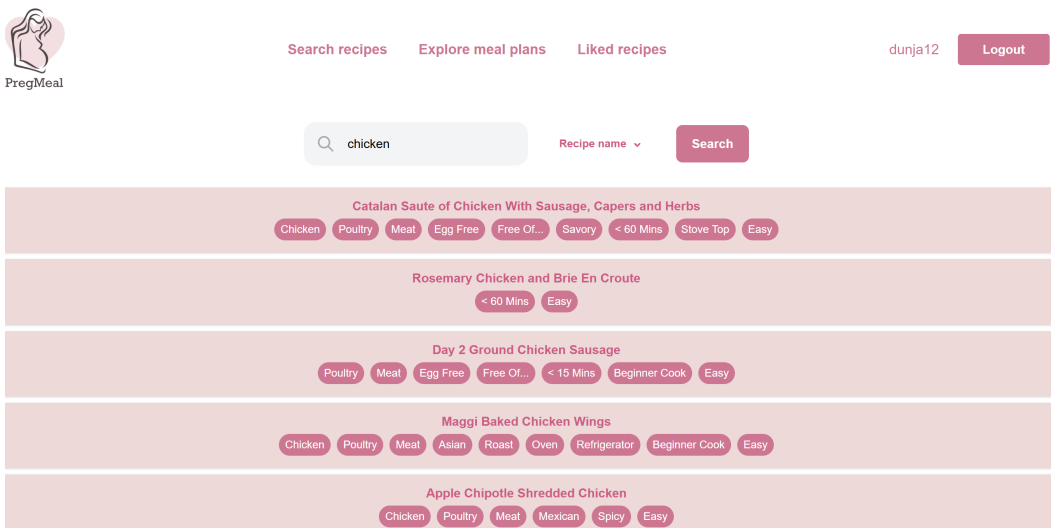 PregMeal
Search recipes Explore meal plans Liked recipes dunja12 Logout
chicken Recipe name Search
Catalan Saute of Chicken With Sausage, Capers and Herbs
Chicken Poultry Meat Egg Free Free Of... Savory < 60 Mins Stove Top Easy
Rosemary Chicken and Brie En Croute
< 60 Mins Easy
Day 2 Ground Chicken Sausage
Poultry Meat Egg Free Free Of... < 15 Mins Beginner Cook Easy
Maggi Baked Chicken Wings
Chicken Poultry Meat Asian Roast Oven Refrigerator Beginner Cook Easy
Apple Chipotle Shredded Chicken
Chicken Poultry Meat Mexican Spicy Easy